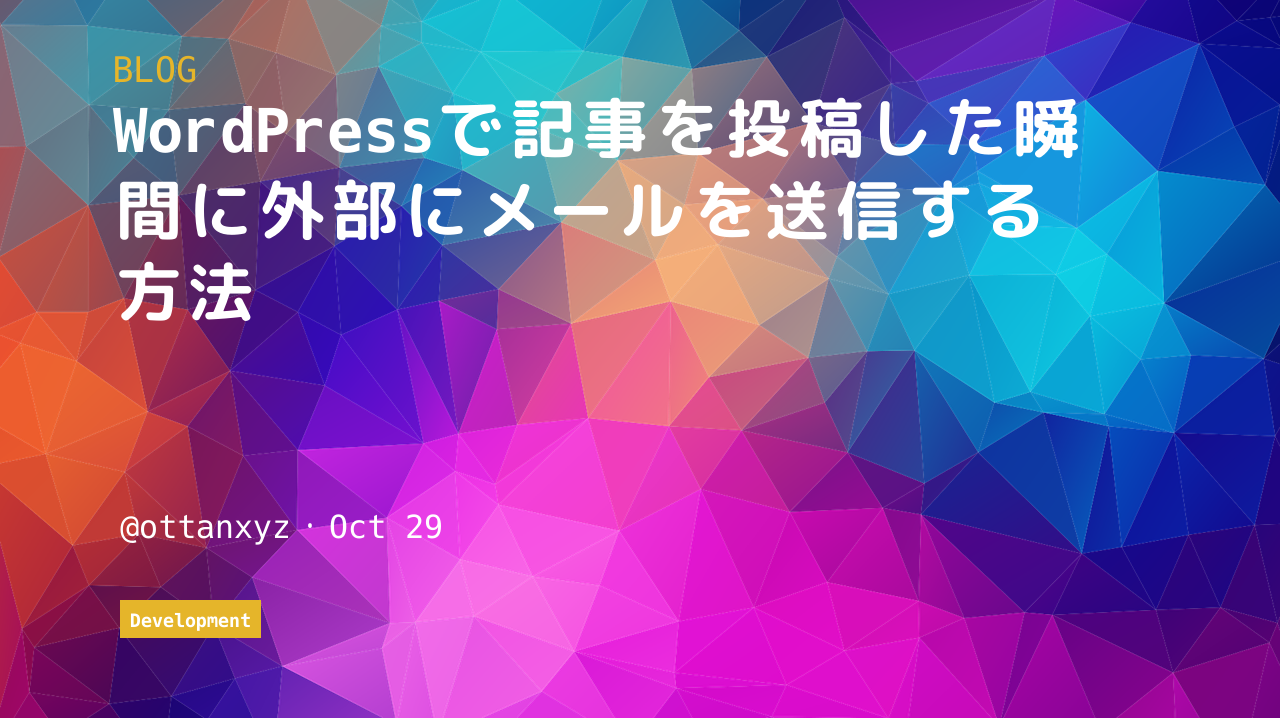 BLOG
WordPressで記事を投稿した瞬
間に外部にメールを送信する
方法
@ottanxyz · Oct 29
Development